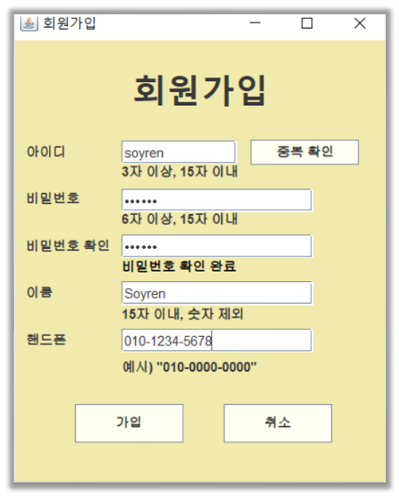 회원가입
회원가입
아이디 soyren 중복 확인
3자 이상, 15자 이내
비밀번호 ••••••
6자 이상, 15자 이내
비밀번호 확인 ••••••
비밀번호 확인 완료
이름 Soyren
15자 이내, 숫자 제외
핸드폰 010-1234-5678
예시) "010-0000-0000"
가입 취소